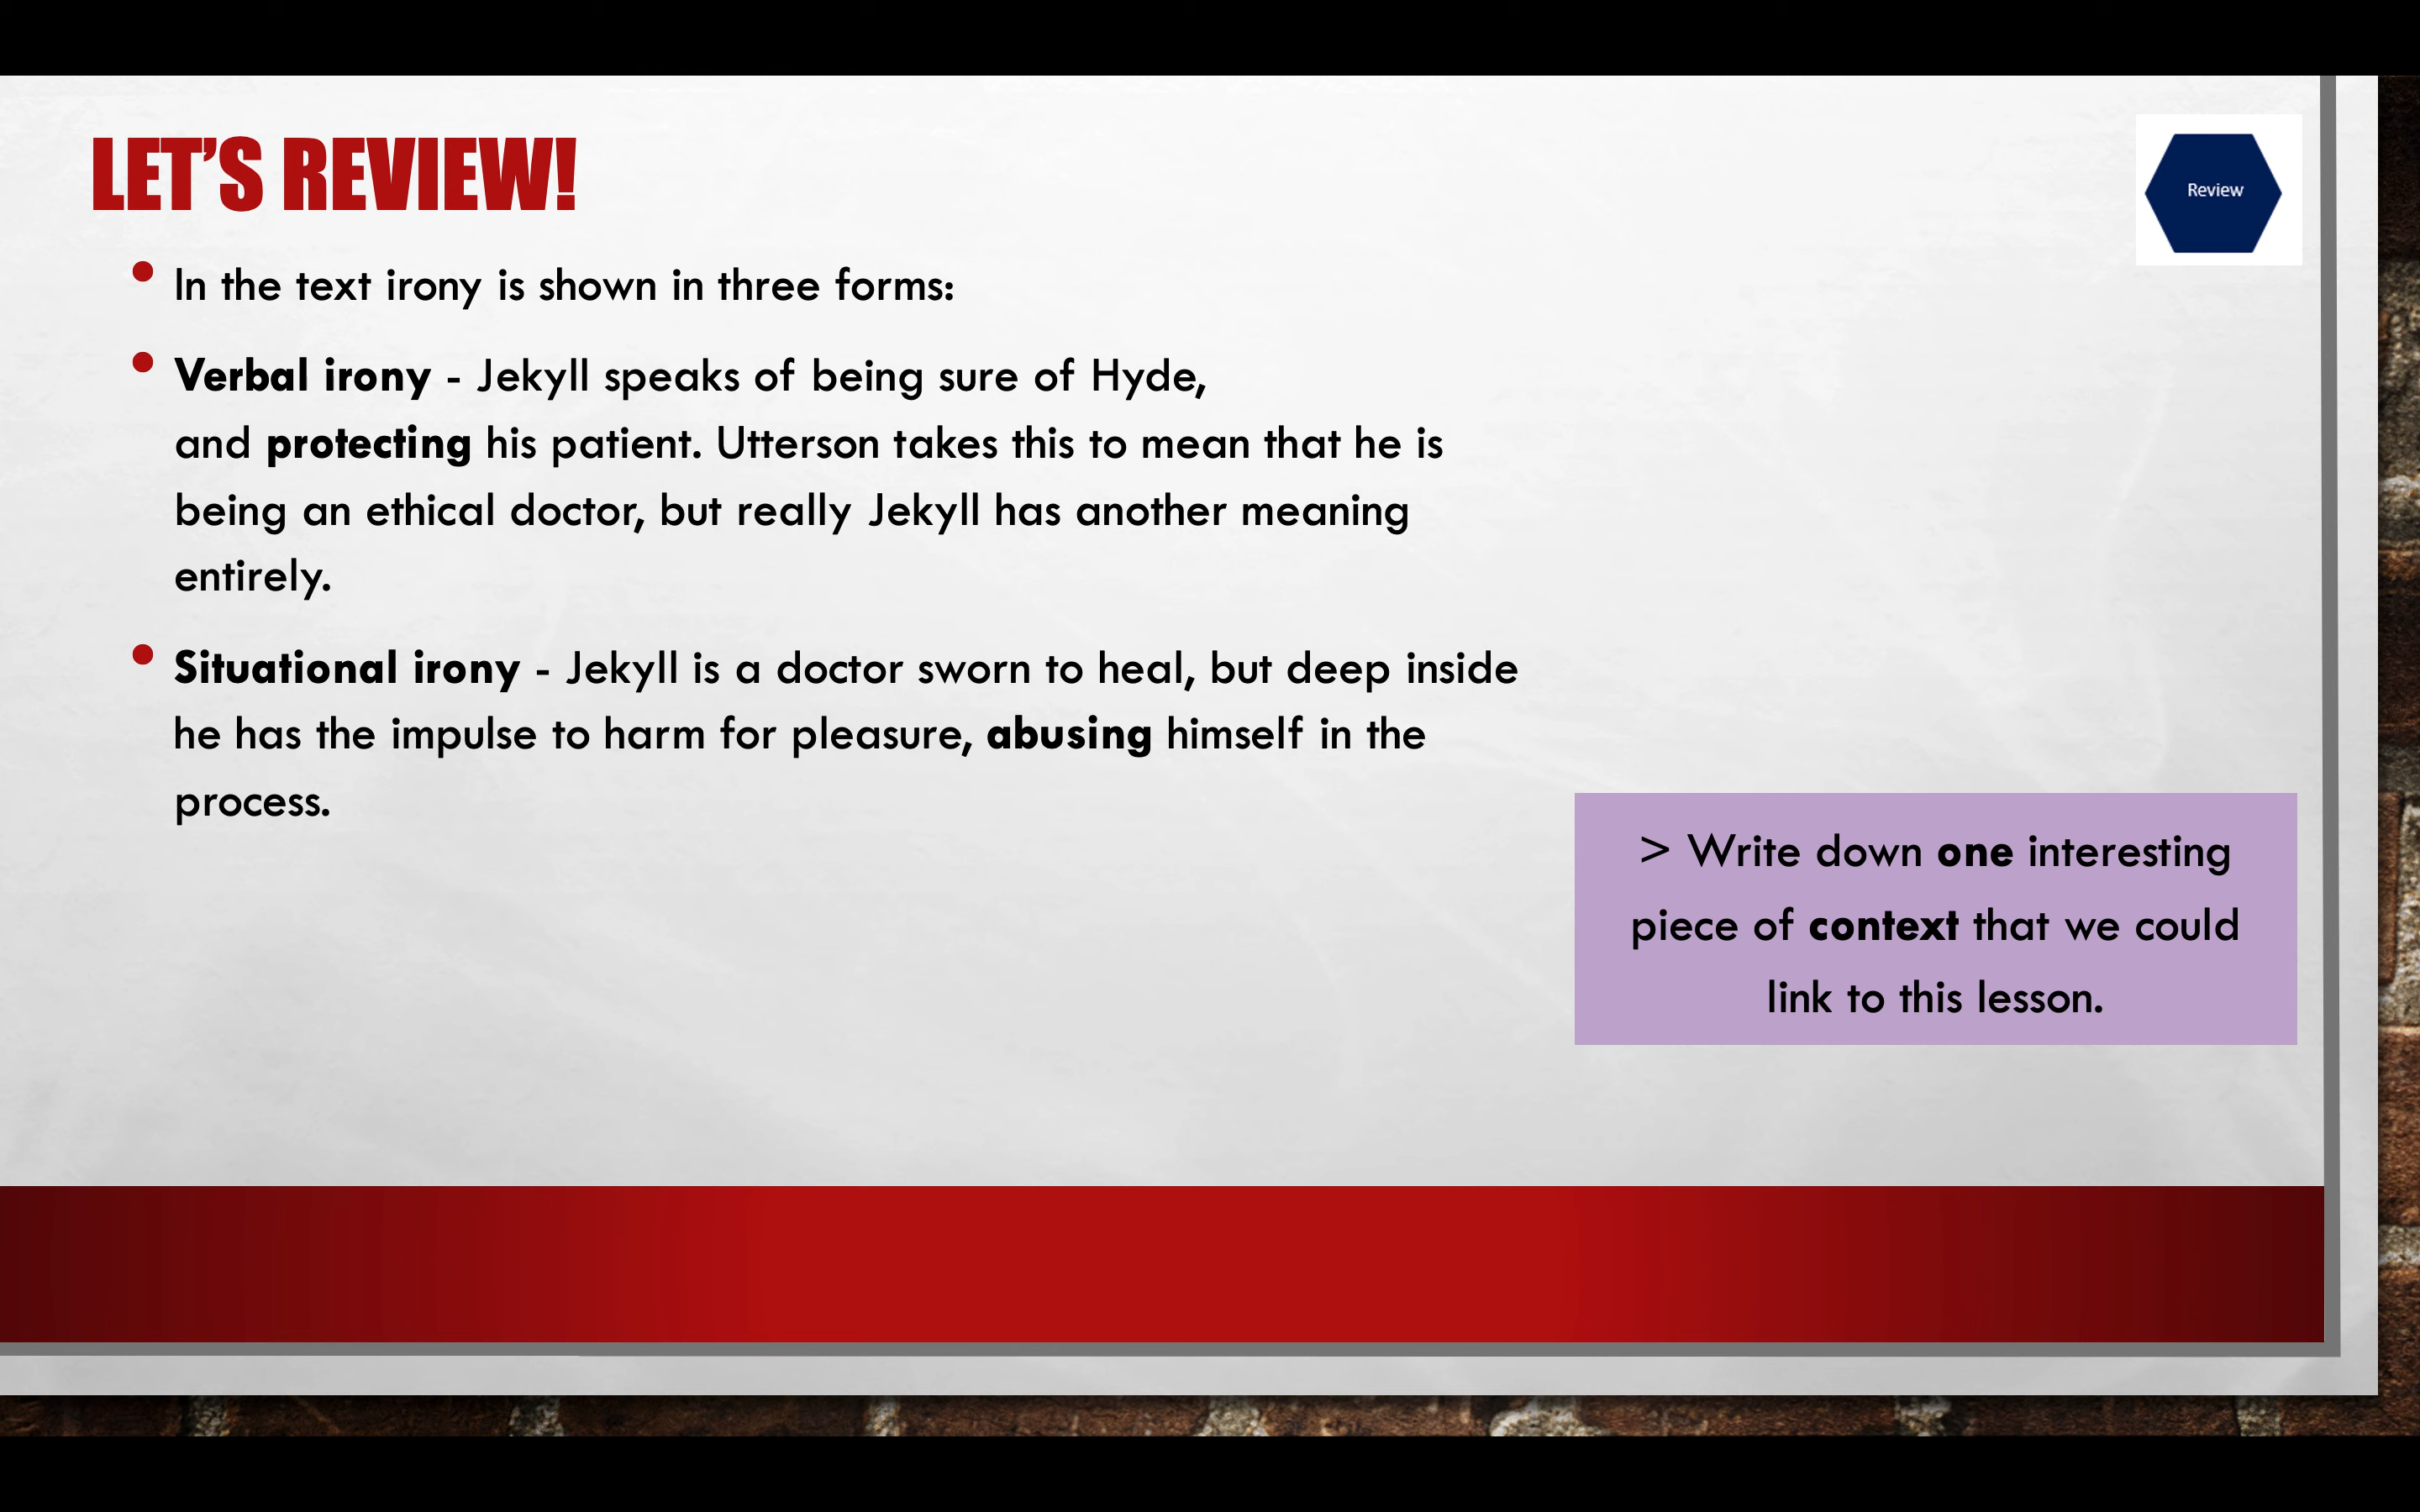 LET'S REVIEW!
Review
• In the text irony is shown in three forms:
• Verbal irony - Jekyll speaks of being sure of Hyde,
and protecting his patient. Utterson takes this to mean that he is
being an ethical doctor, but really Jekyll has another meaning
entirely.
• Situational irony - Jekyll is a doctor sworn to heal, but deep inside
he has the impulse to harm for pleasure, abusing himself in the
process.
> Write down one interesting
piece of context that we could
link to this lesson.